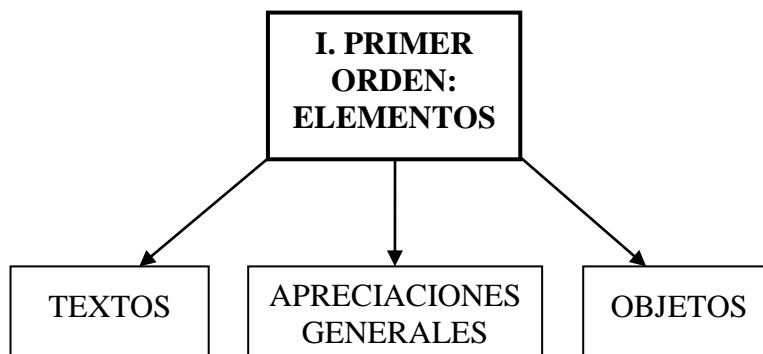 I. PRIMER
ORDEN:
ELEMENTOS
TEXTOS
APRECIACIONES
GENERALES
OBJETOS